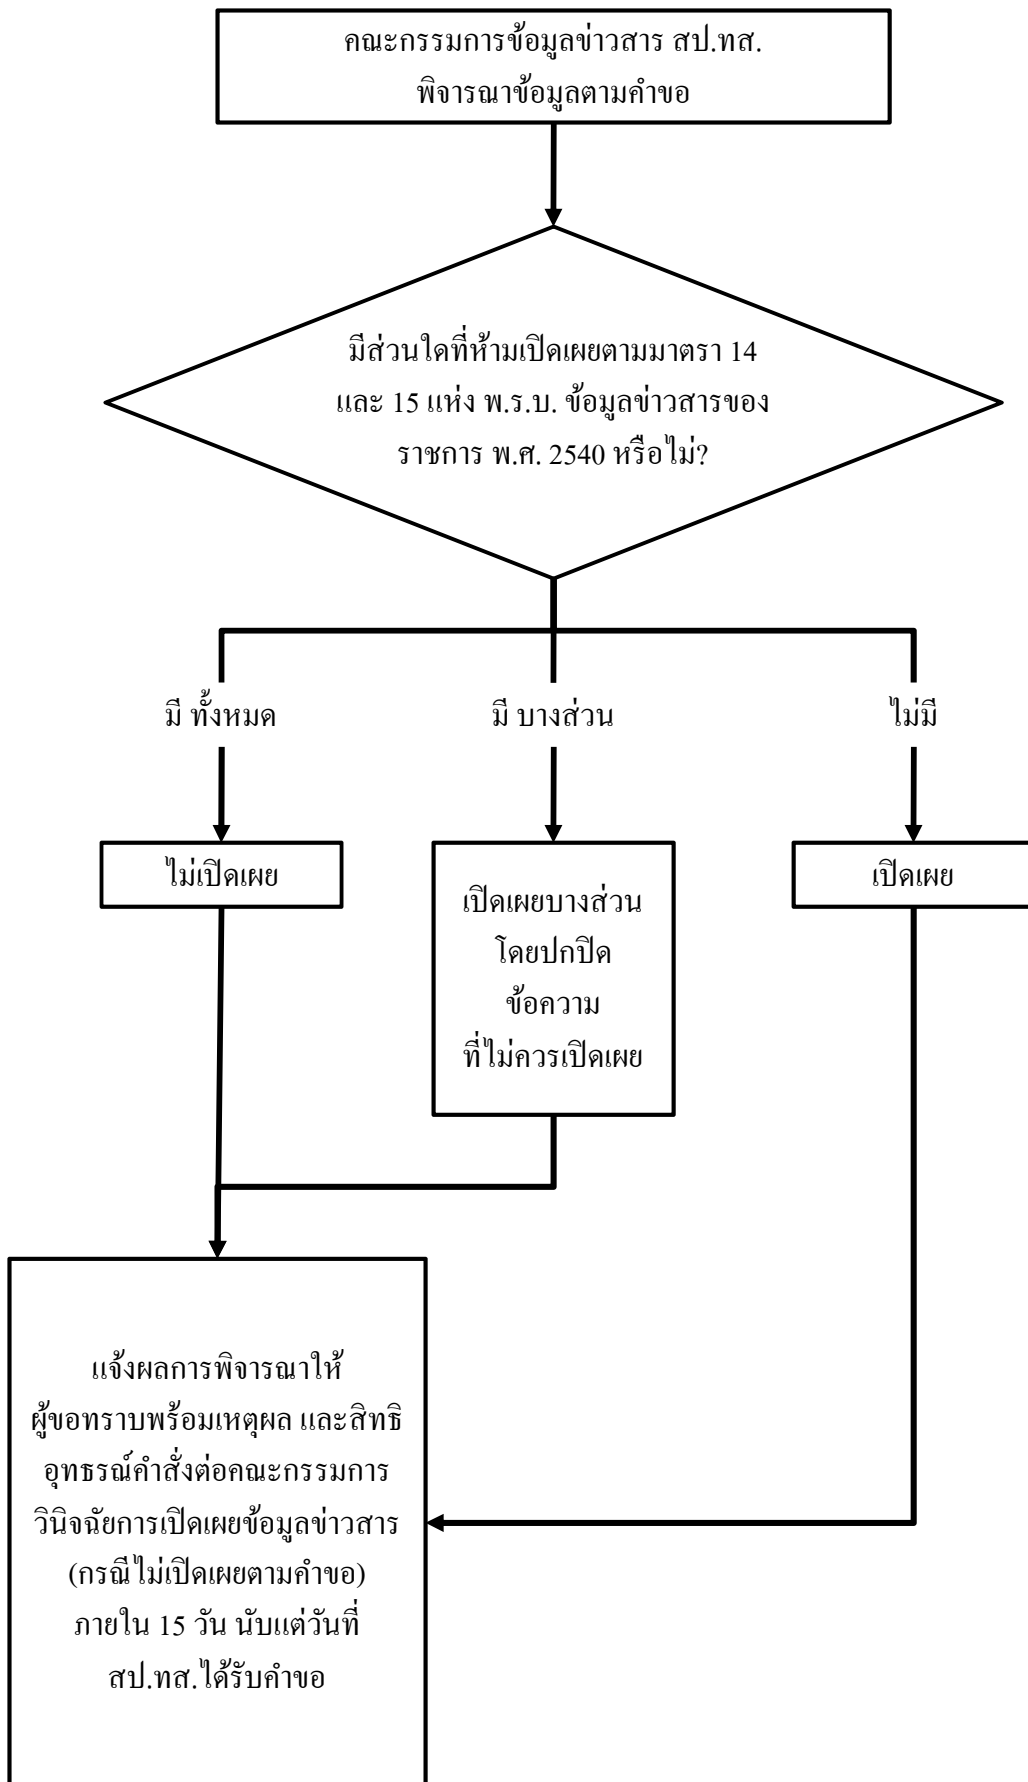 คณะกรรมการข้อมูลข่าวสาร สป.ทส.
พิจารณาข้อมูลตามคำขอ
มีส่วนใดที่ห้ามเปิดเผยตามมาตรา 14
และ 15 แห่ง พ.ร.บ. ข้อมูลข่าวสารของ
ราชการ พ.ศ. 2540 หรือไม่?
มี ทั้งหมด
มี บางส่วน
ไม่มี
ไม่เปิดเผย
เปิดเผยบางส่วน
โดยปกปิด
ข้อความ
ที่ไม่ควรเปิดเผย
เปิดเผย
แจ้งผลการพิจารณาให้
ผู้ขอทราบพร้อมเหตุผล และสิทธิ
อุทธรณ์คำสั่งต่อคณะกรรมการ
วินิจฉัยการเปิดเผยข้อมูลข่าวสาร
(กรณีไม่เปิดเผยตามคำขอ)
ภายใน 15 วัน นับแต่วันที่
สป.ทส.ได้รับคำขอ